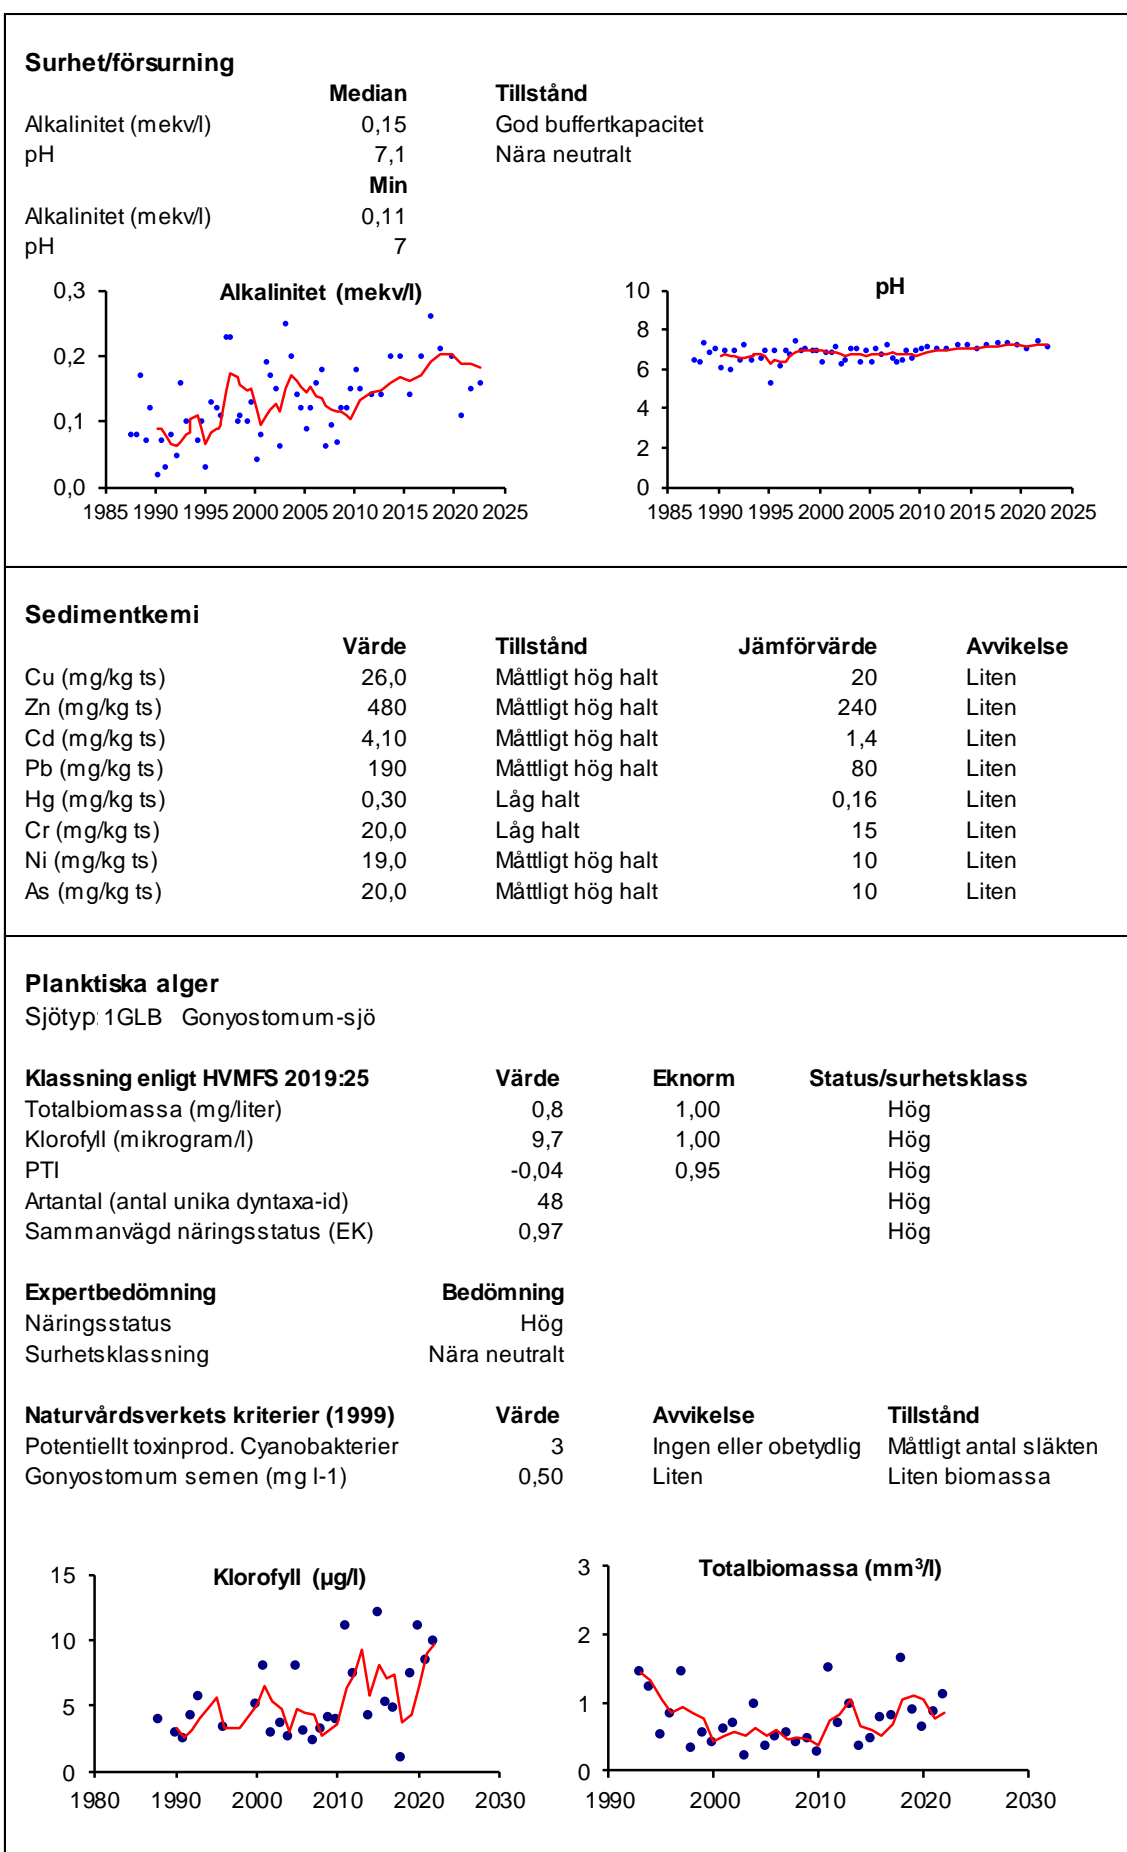 Surhet/försurning
Median Tillstånd
Alkalinitet (mekv/l) 0,15 God buffertkapacitet
pH 7,1 Nära neutralt
Min
Alkalinitet (mekv/l) 0,11
pH 7
Alkalinitet (mekv/l)
0,3
0,2
0,1
0,0
1985 1990 1995 2000 2005 2010 2015 2020 2025
pH
10
8
6
4
2
0
1985 1990 1995 2000 2005 2010 2015 2020 2025
Sedimentkemi
Värde Tillstånd Jämförvärde Avvikelse
Cu (mg/kg ts) 26,0 Måttligt hög halt 20 Liten
Zn (mg/kg ts) 480 Måttligt hög halt 240 Liten
Cd (mg/kg ts) 4,10 Måttligt hög halt 1,4 Liten
Pb (mg/kg ts) 190 Måttligt hög halt 80 Liten
Hg (mg/kg ts) 0,30 Låg halt 0,16 Liten
Cr (mg/kg ts) 20,0 Låg halt 15 Liten
Ni (mg/kg ts) 19,0 Måttligt hög halt 10 Liten
As (mg/kg ts) 20,0 Måttligt hög halt 10 Liten
Planktiska alger
Sjötyp: 1GLB Gonyostomum-sjö
Klassning enligt HVMFS 2019:25 Värde Eknorm Status/surhetsklass
Totalbiomassa (mg/liter) 0,8 1,00 Hög
Klorofyll (mikrogram/l) 9,7 1,00 Hög
PTI -0,04 0,95 Hög
Artantal (antal unika dyntaxa-id) 48 Hög
Sammanvägd näringsstatus (EK) 0,97 Hög
Expertbedömning Bedömning
Näringsstatus Hög
Surhetsklassning Nära neutralt
Naturvårdsverkets kriterier (1999) Värde Avvikelse Tillstånd
Potentiellt toxinprod. Cyanobakterier 3 Ingen eller obetydlig Måttligt antal släkten
Gonyostomum semen (mg l-1) 0,50 Liten Liten biomassa
Klorofyll (µg/l)
15
10
5
0
1980 1990 2000 2010 2020 2030
Totalbiomassa (mm³/l)
3
2
1
0
1990 2000 2010 2020 2030